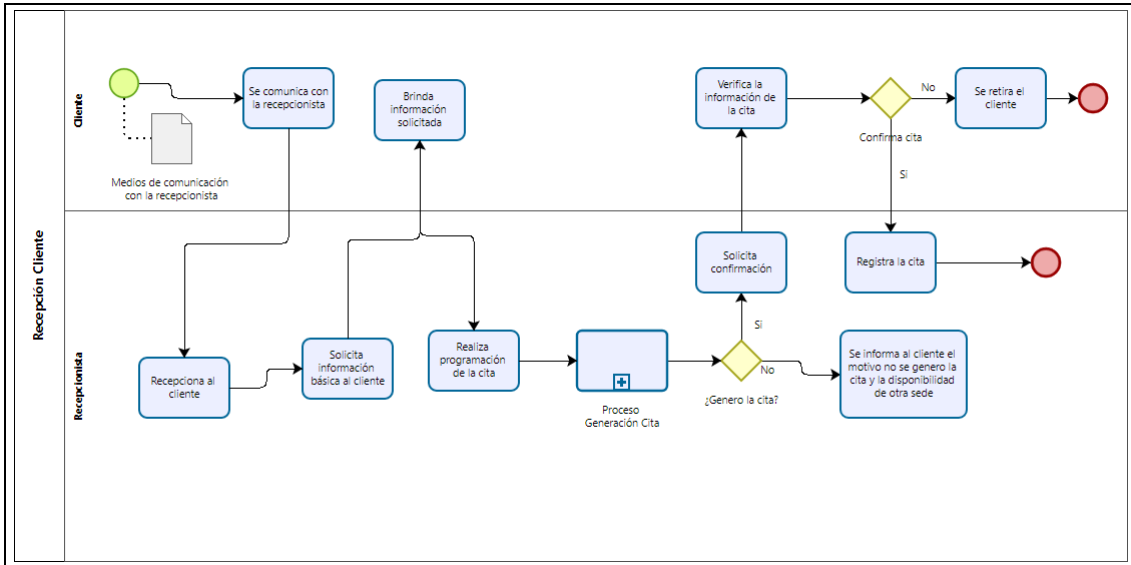 Recepción Cliente
Cliente
Se comunica con
la recepcionista
Medios de comunicación
con la recepcionista
Brinda
información
solicitada
Verifica la
información de
la cita
Confirma cita
No
Si
Se retira el
cliente
Recepcionista
Recepciona al
cliente
Solicita
información
básica al cliente
Realiza
programación
de la cita
Proceso
Generación Cita
¿Genero la cita?
Si
No
Solicita
confirmación
Registra la cita
Se informa al cliente el
motivo no se genero la
cita y la disponibilidad
de otra sede